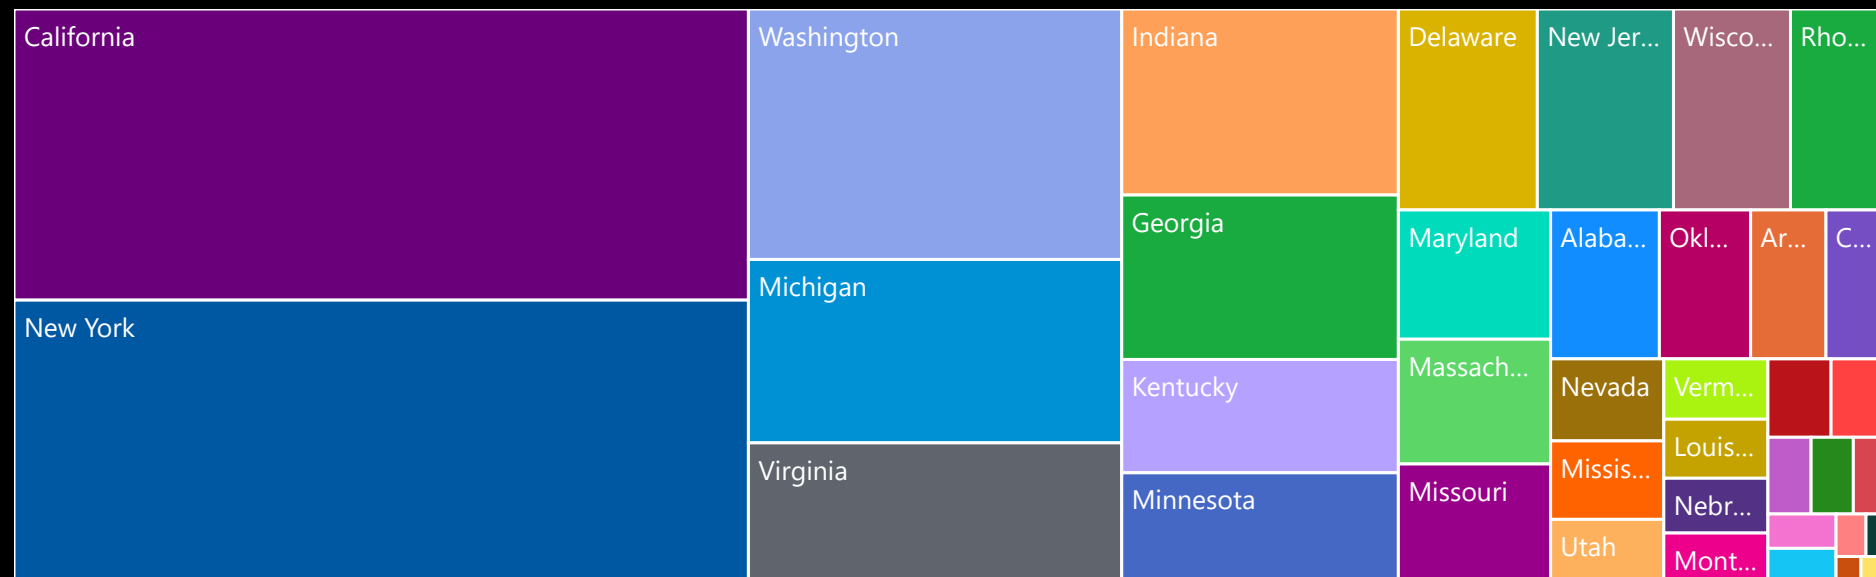 California
New York
Washington
Michigan
Virginia
Indiana
Georgia
Kentucky
Minnesota
Delaware
New Jer...
Wisco...
Rho...
Maryland
Massach...
Missouri
Alaba...
Okl...
Ar...
C...
Nevada
Missis...
Utah
Verm...
Louis...
Nebr...
Mont...